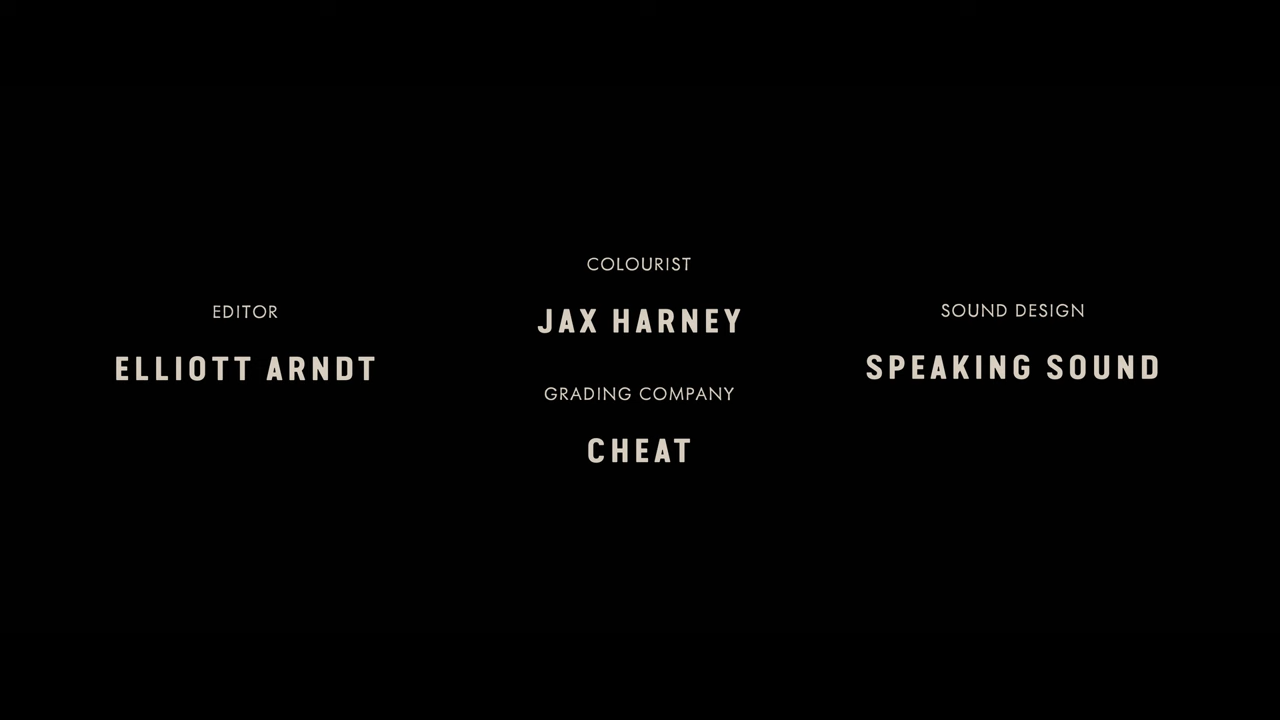 EDITOR
ELLIOTT ARNDT
COLOURIST
JAX HARNEY
GRADING COMPANY
CHEAT
SOUND DESIGN
SPEAKING SOUND